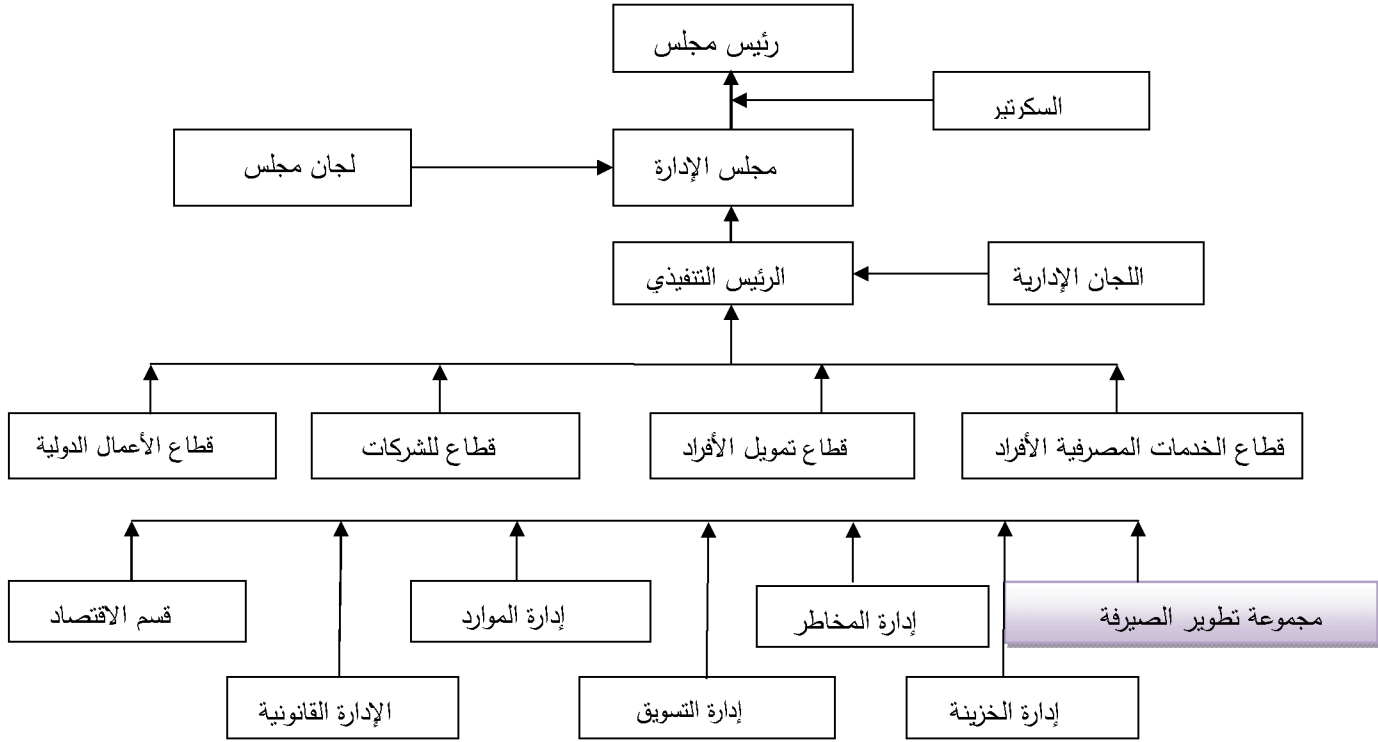 رئيس مجلس
السكرتير
مجلس الإدارة
لجان مجلس
الرئيس التنفيذي
اللجان الإدارية
قطاع الخدمات المصرفية الأفراد
قطاع تمويل الأفراد
قطاع للشركات
قطاع الأعمال الدولية
مجموعة تطوير الصيرفة
إدارة المخاطر
إدارة الموارد
قسم الاقتصاد
إدارة الخزينة
إدارة التسويق
الإدارة القانونية